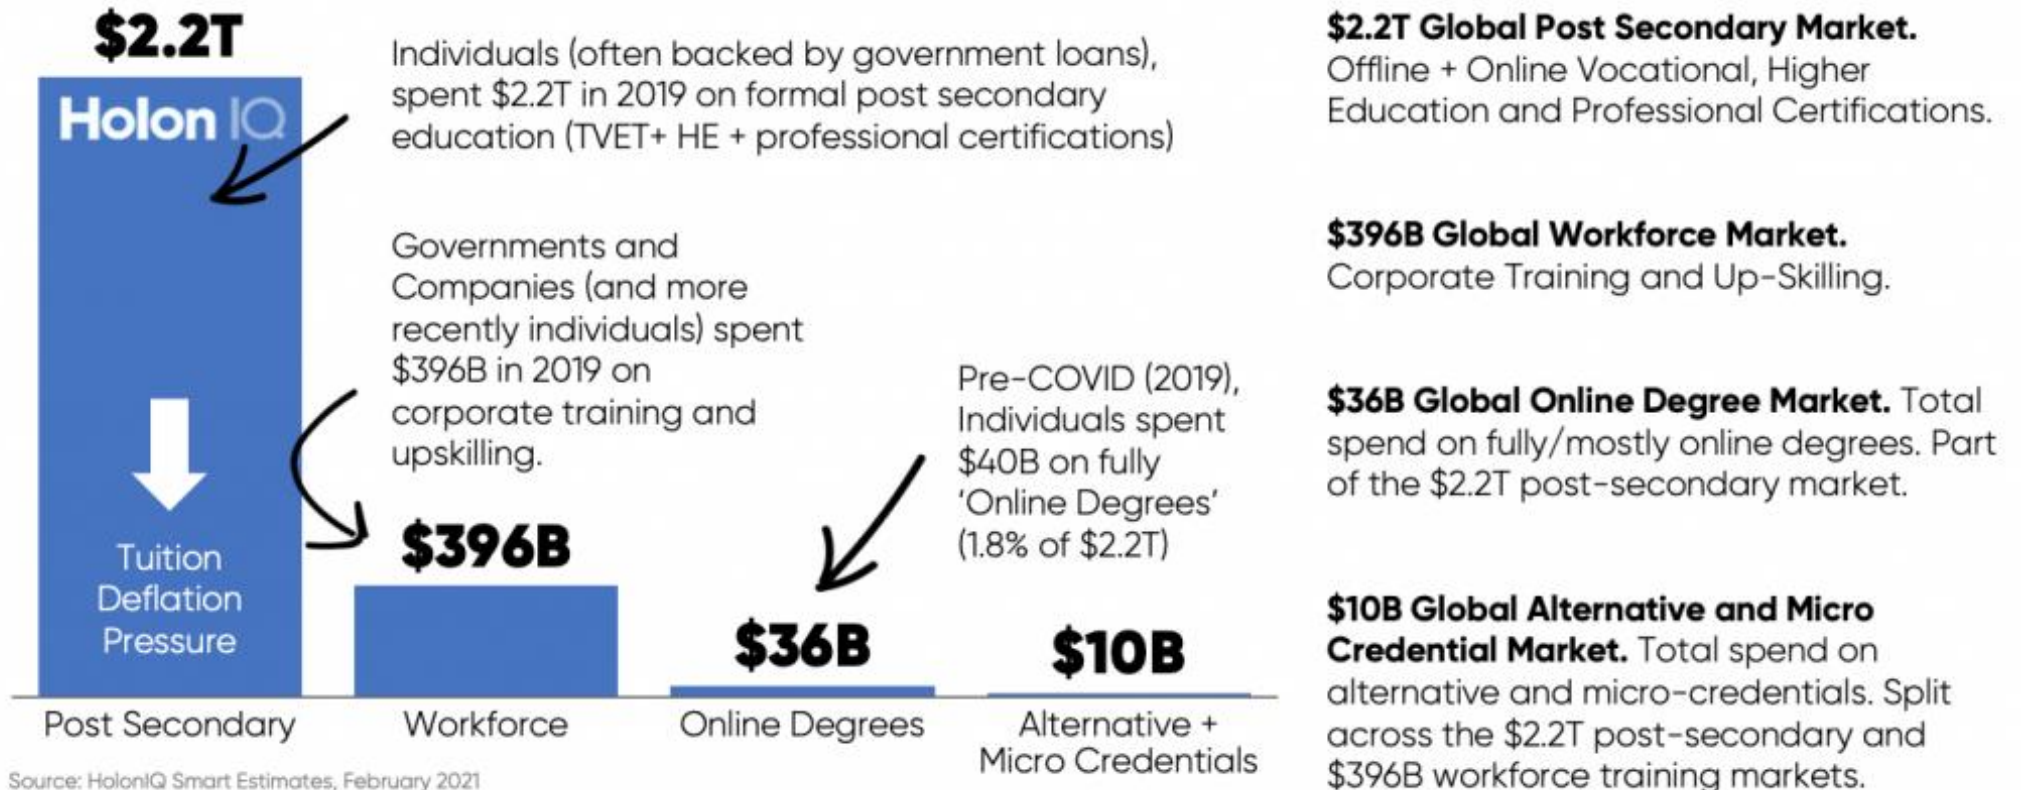 $2.2T
Holon IQ
Individuals (often backed by government loans),
spent $2.2T in 2019 on formal post secondary
education (TVET+ HE + professional certifications)
Governments and
Companies (and more
recently individuals) spent
$396B in 2019 on
corporate training and
upskilling.
Pre-COVID (2019),
Individuals spent
$40B on fully
'Online Degrees'
(1.8% of $2.2T)
Tuition
Deflation
Pressure
$396B
$36B
$10B
Post Secondary
Workforce
Online Degrees
Alternative +
Micro Credentials
Source: HolonIQ Smart Estimates, February 2021
$2.2T Global Post Secondary Market.
Offline + Online Vocational, Higher
Education and Professional Certifications.
$396B Global Workforce Market.
Corporate Training and Up-Skilling.
$36B Global Online Degree Market. Total
spend on fully/mostly online degrees. Part
of the $2.2T post-secondary market.
$10B Global Alternative and Micro
Credential Market. Total spend on
alternative and micro-credentials. Split
across the $2.2T post-secondary and
$396B workforce training markets.